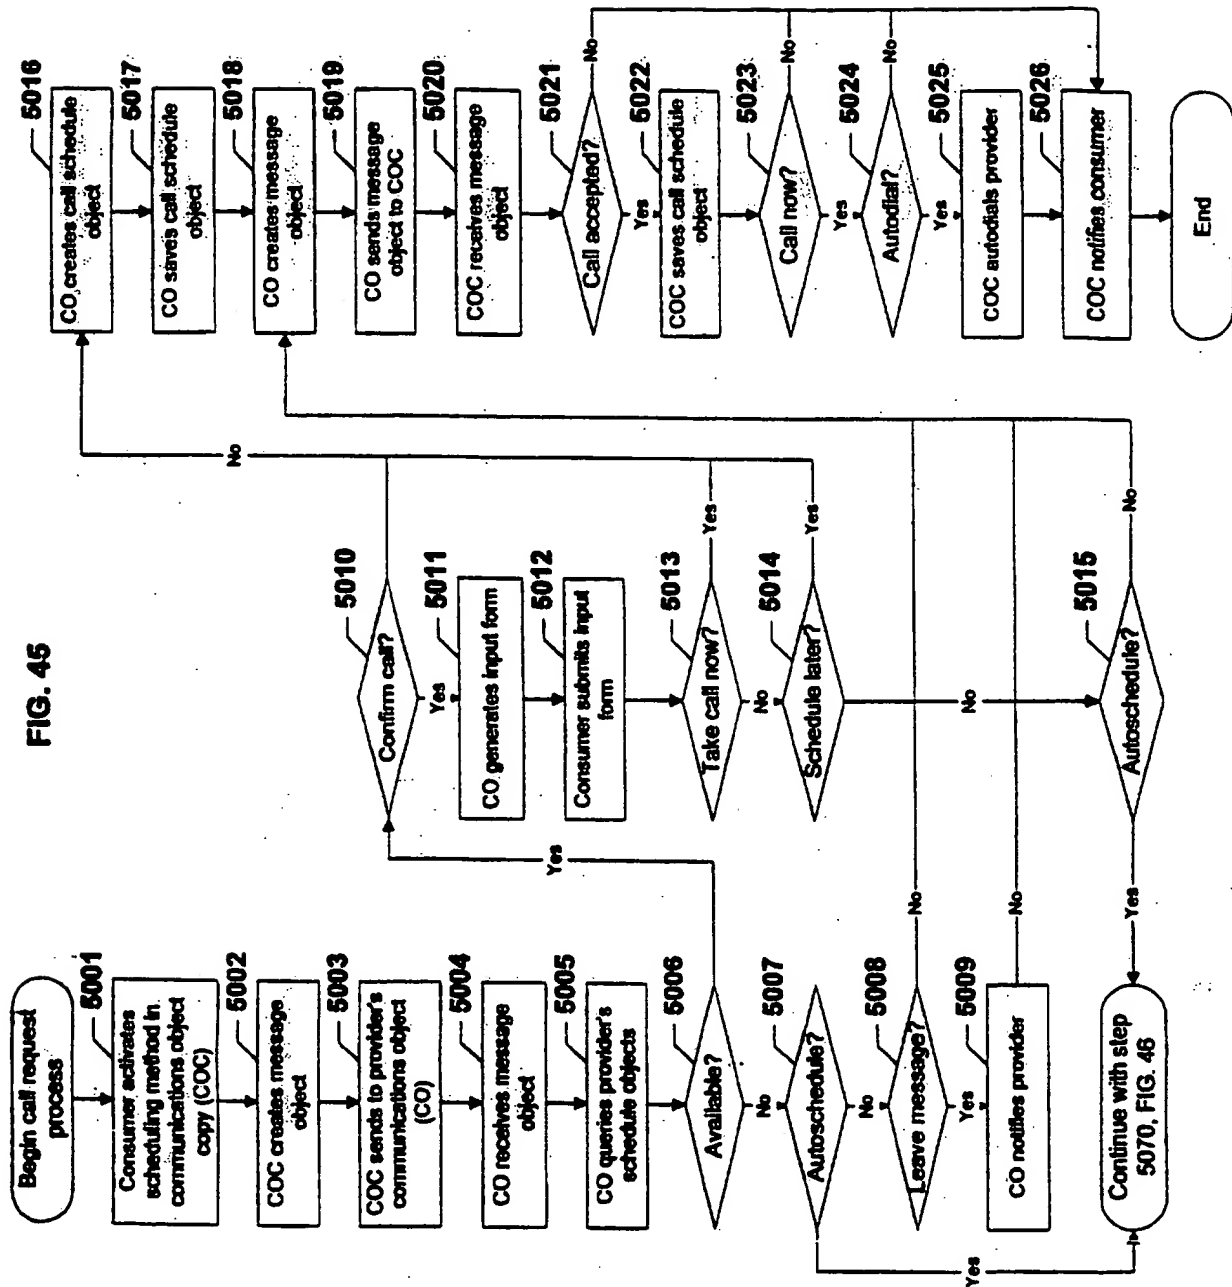 FIG. 45
Begin call request
process
5001
Consumer activates
scheduling method in
communications object
copy (COC)
5002
COC creates message
object
5003
COC sends to provider's
communications object
(CO)
5004
CO receives message
object
5005
CO queries provider's
schedule objects
5006
Available?
Yes
No
5007
Autoschedule?
Yes
No
5008
Leave message?
No
Yes
5009
CO notifies provider
No
Continue with step
5070, FIG. 46
5010
Confirm call?
No
Yes
5011
CO generates input form
5012
Consumer submits input
form
5013
Take call now?
Yes
No
5014
Schedule later?
Yes
No
5015
Autoschedule?
No
Yes
5016
CO creates call schedule
object
5017
CO saves call schedule
object
5018
CO creates message
object
5019
CO sends message
object to COC
5020
COC receives message
object
5021
Call accepted?
No
Yes
5022
COC saves call schedule
object
5023
Call now?
No
Yes
5024
Autodial?
No
Yes
5025
COC autodials provider
5026
COC notifies consumer
End